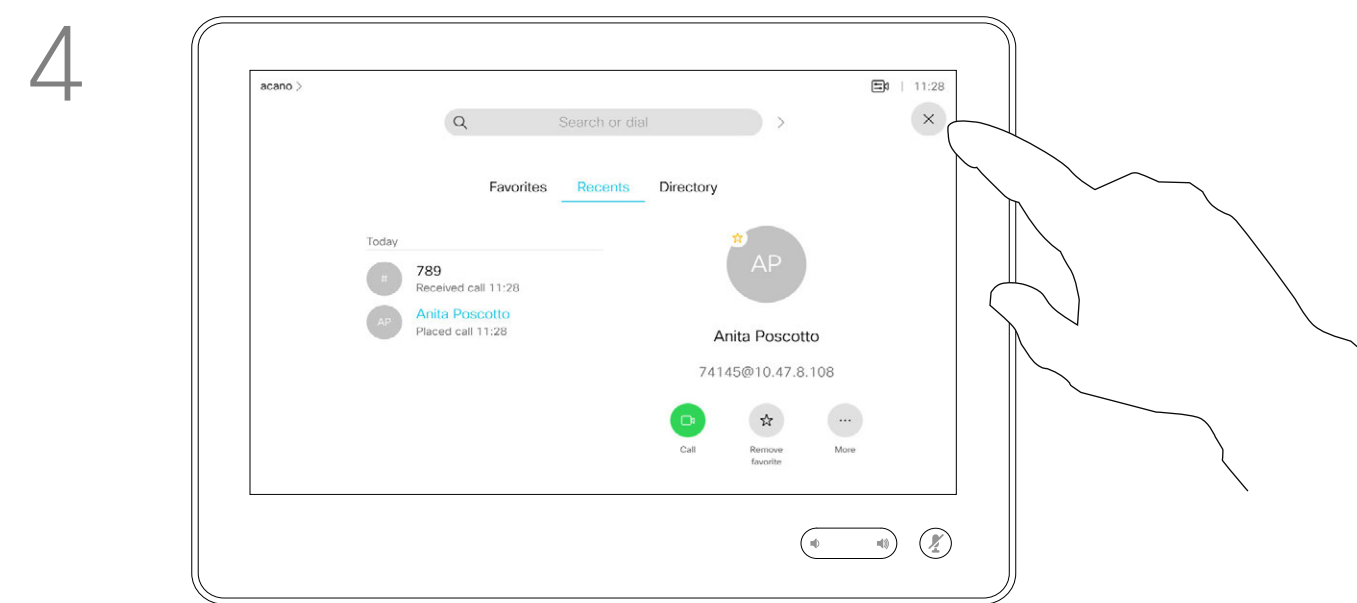 4
acano >
11:28
Search or dial >
Favorites Recents Directory
Today
#
789
Received call 11:28
AP
Anita Poscotto
Placed call 11:28
AP
Anita Poscotto
74145@10.47.8.108
Call
Remove
favorite
More